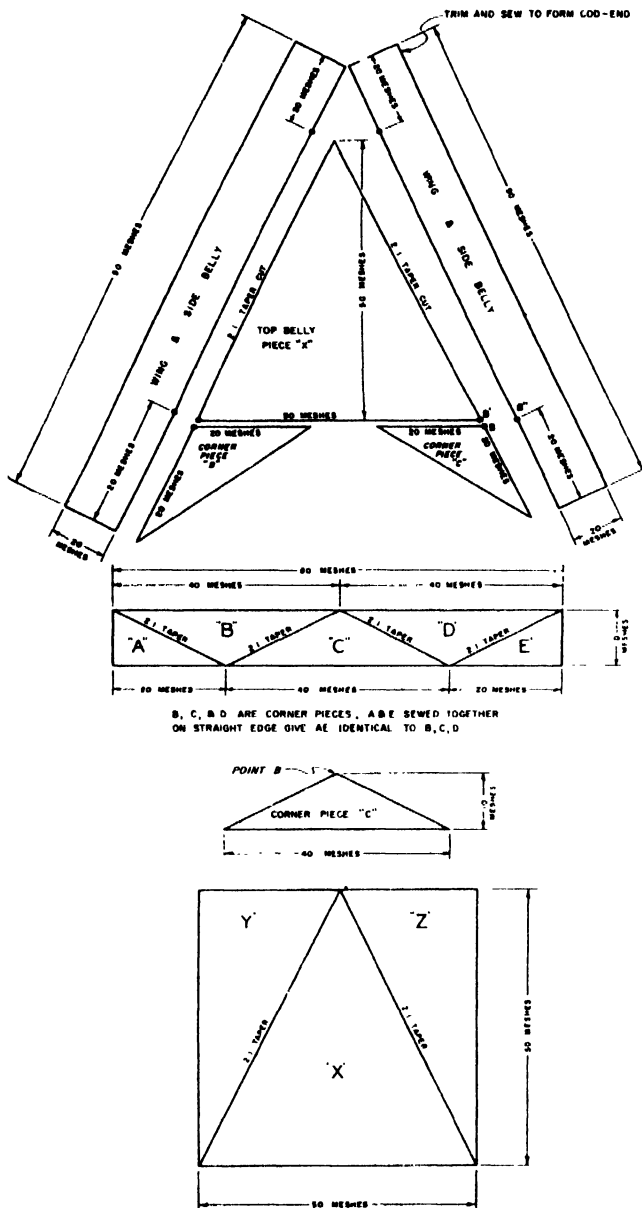 TRIM AND SEW TO FORM COD-END
20 MESHES
20 MESHES
90 MESHES
90 MESHES
WING & SIDE BELLY
WING & SIDE BELLY
2:1 TAPER CUT
2:1 TAPER CUT
50 MESHES
TOP BELLY
PIECE "X"
50 MESHES
B'
B"
B
20 MESHES
20 MESHES
CORNER
PIECE
"B"
CORNER
PIECE
"C"
20 MESHES
20 MESHES
20 MESHES
20 MESHES
20
MESHES
20
MESHES
80 MESHES
40 MESHES
40 MESHES
"A"
2:1 TAPER
"B"
2:1 TAPER
"C"
2:1 TAPER
"D"
2:1 TAPER
E'
10
MESHES
20 MESHES
40 MESHES
20 MESHES
B, C, & D ARE CORNER PIECES, A & E SEWED TOGETHER
ON STRAIGHT EDGE GIVE AE IDENTICAL TO B, C, D
POINT B
CORNER PIECE "C"
10
MESHES
40 MESHES
Y'
"Z'
2:1 TAPER
2:1 TAPER
'X'
50 MESHES
50 MESHES